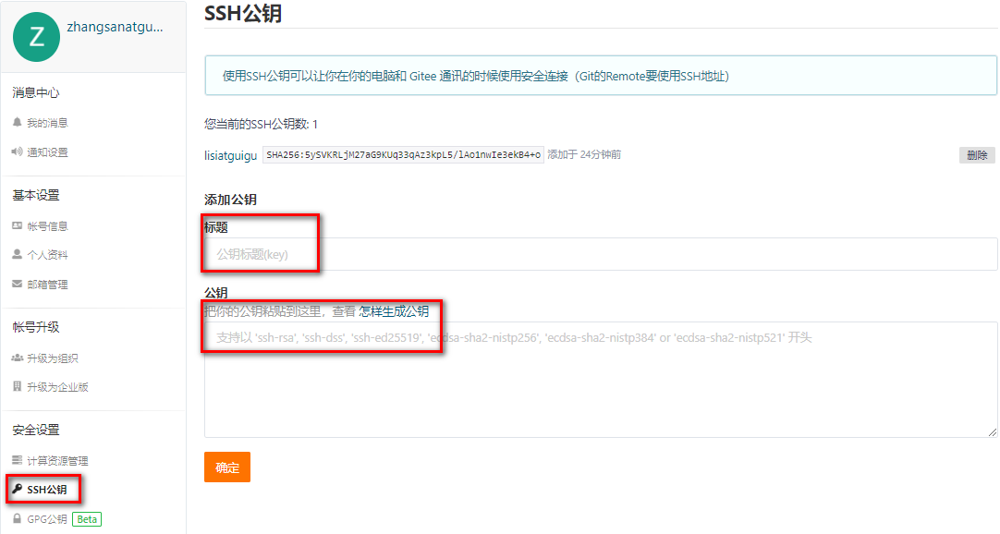 Z
zhangsanatgu...
消息中心
我的消息
通知设置
基本设置
帐号信息
个人资料
邮箱管理
帐号升级
升级为组织
升级为企业版
安全设置
计算资源管理
SSH公钥
GPG公钥 Beta
SSH公钥
使用SSH公钥可以让你在你的电脑和 Gitee 通讯的时候使用安全连接（Git的Remote要使用SSH地址）
您当前的SSH公钥数: 1
lisiatguigu SHA256:5ySVKRLjM27aG9KUq33qAz3kpL5/lAo1nwIe3ekB4+o 添加于 24分钟前 删除
添加公钥
标题
公钥标题(key)
公钥
把你的公钥粘贴到这里，查看 怎样生成公钥
支持以 'ssh-rsa', 'ssh-dss', 'ssh-ed25519', 'ecdsa-sha2-nistp256', 'ecdsa-sha2-nistp384' or 'ecdsa-sha2-nistp521' 开头
确定